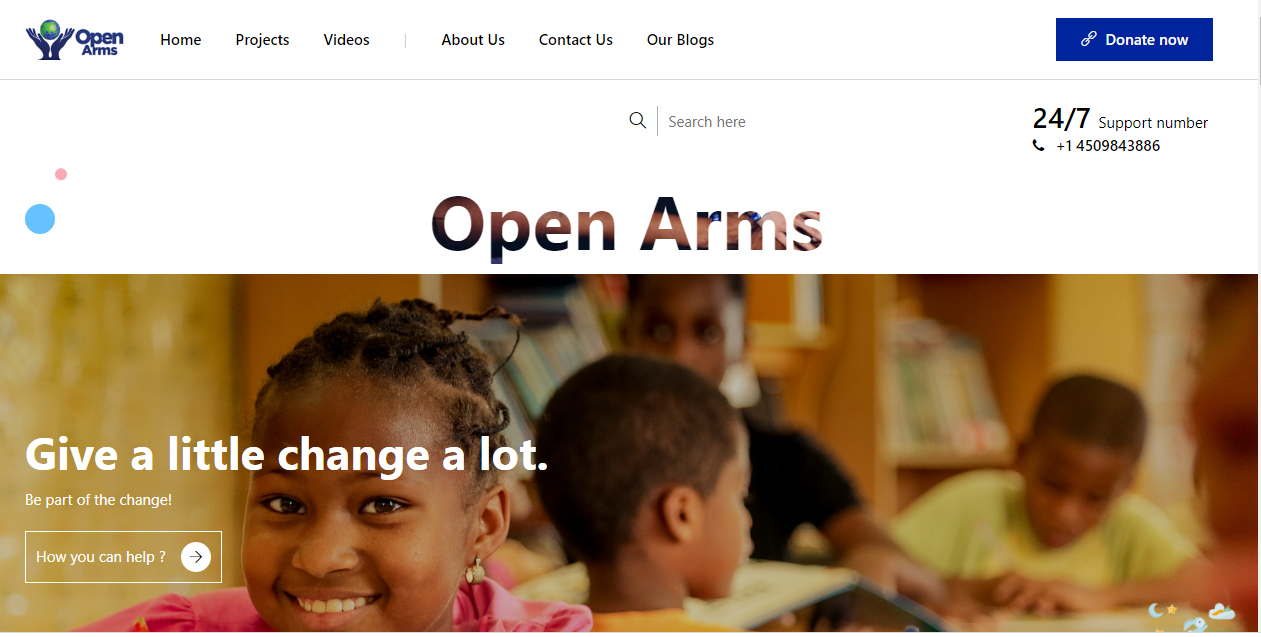 Open
Arms
Home
Projects
Videos
About Us
Contact Us
Our Blogs
Donate now
Search here
24/7 Support number
+1 4509843886
Open Arms
Give a little change a lot.
Be part of the change!
How you can help ?